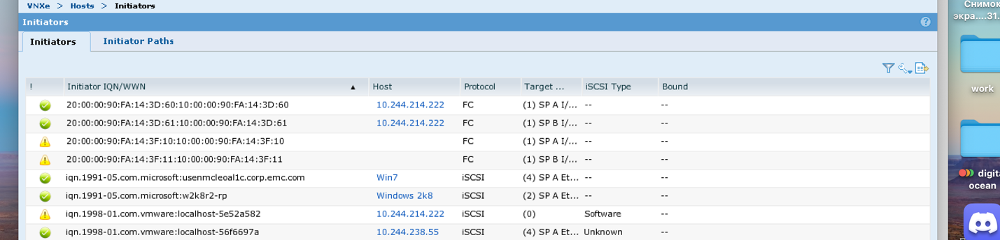 VNXe > Hosts > Initiators
Снимок
экра....31.
Initiators
?
Initiators Initiator Paths
! Initiator IQN/WWN Host Protocol Target ... iSCSI Type Bound
20:00:00:90:FA:14:3D:60:10:00:00:90:FA:14:3D:60 10.244.214.222 FC (1) SP A I/... -- --
work
20:00:00:90:FA:14:3D:61:10:00:00:90:FA:14:3D:61 10.244.214.222 FC (1) SP B I/... -- --
20:00:00:90:FA:14:3F:10:10:00:00:90:FA:14:3F:10 FC (1) SP A I/... -- --
20:00:00:90:FA:14:3F:11:10:00:00:90:FA:14:3F:11 FC (1) SP B I/... -- --
iqn.1991-05.com.microsoft:usenmcleoal1c.corp.emc.com Win7 iSCSI (4) SP A Et... -- --
digita
ocean
iqn.1991-05.com.microsoft:w2k8r2-rp Windows 2k8 iSCSI (2) SP A Et... -- --
iqn.1998-01.com.vmware:localhost-5e52a582 10.244.214.222 iSCSI (0) Software --
iqn.1998-01.com.vmware:localhost-56f6697a 10.244.238.55 iSCSI (4) SP A Et... Unknown --